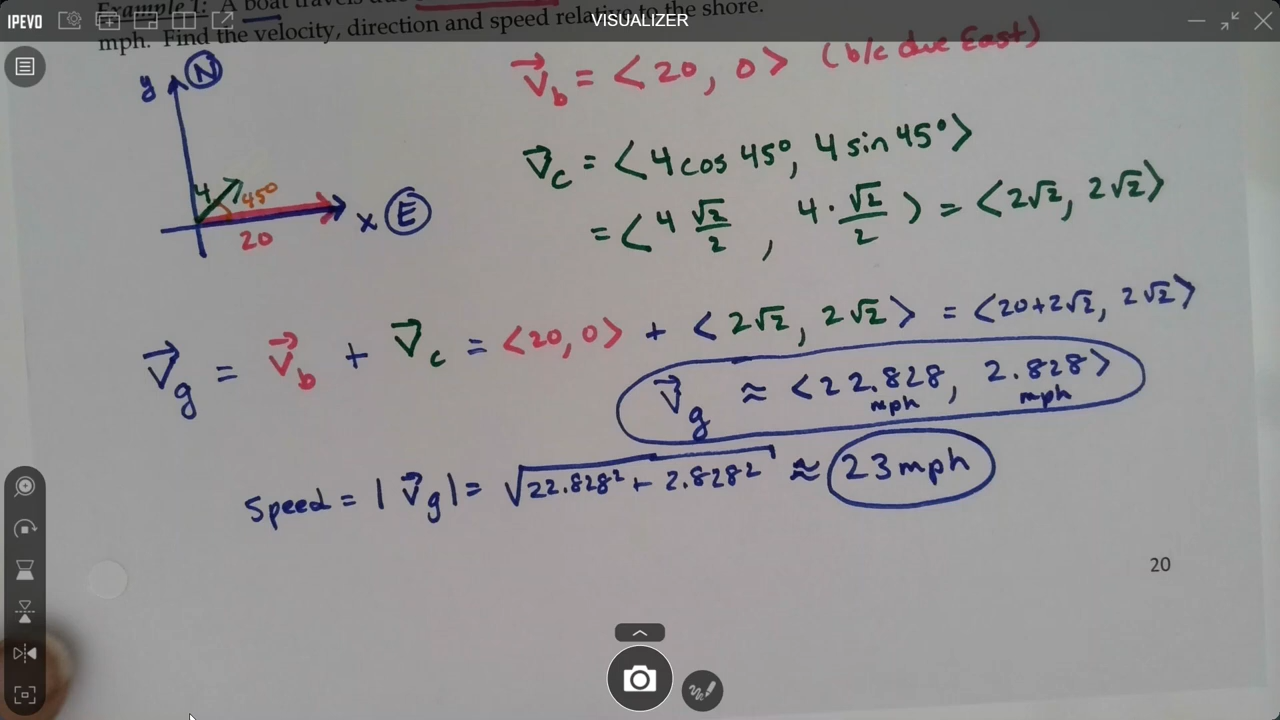 IPEVO
VISUALIZER
Example 1: A boat travels
to the shore.
mph. Find the velocity, direction and speed relative
y N
4 45°
20
x E
V⃗b = ⟨20, 0⟩ (b/c due East)
V⃗c = ⟨4 cos 45°, 4 sin 45°⟩
= ⟨4 √2/2, 4 · √2/2⟩ = ⟨2√2, 2√2⟩
V⃗g = V⃗b + V⃗c = ⟨20, 0⟩ + ⟨2√2, 2√2⟩ = ⟨20+2√2, 2√2⟩
V⃗g ≈ ⟨22.828, 2.828⟩
mph mph
Speed = |V⃗g| = √22.828² + 2.828² ≈ 23 mph
20